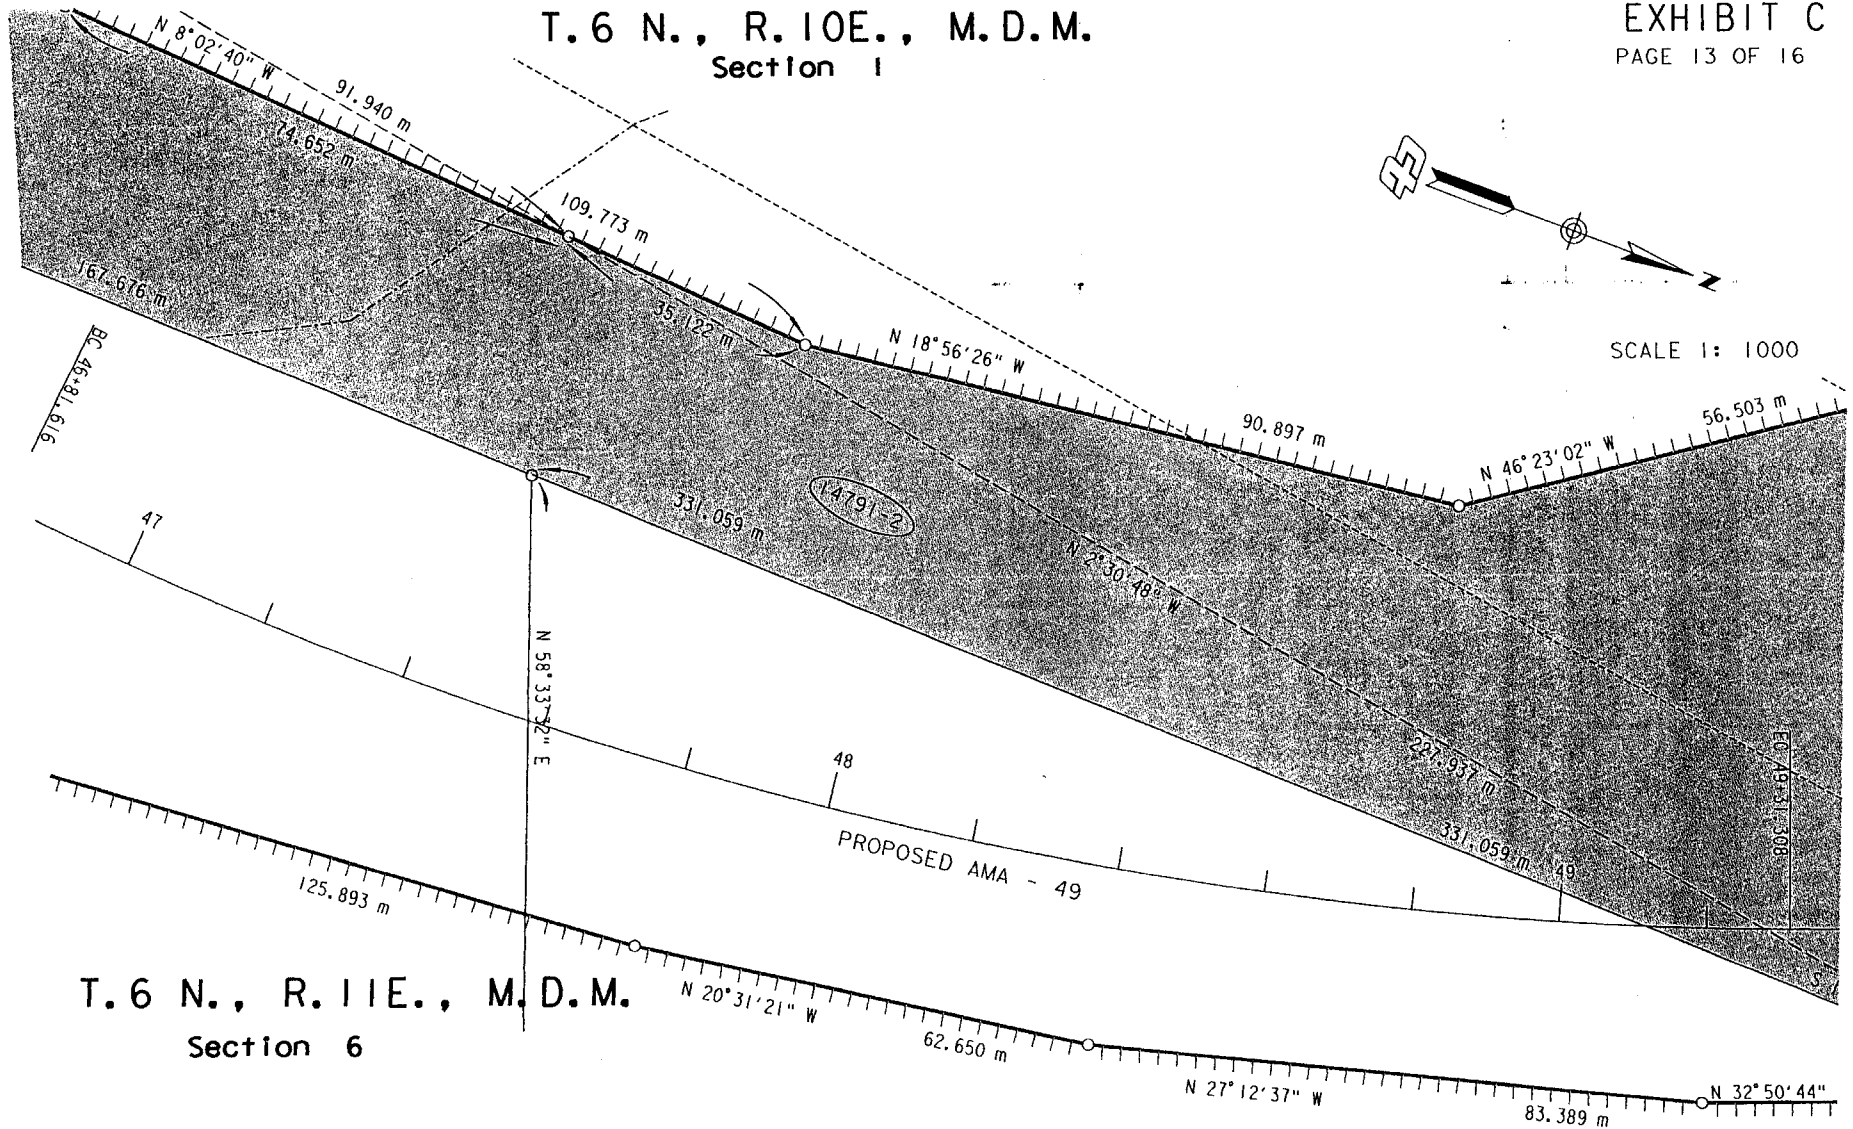 T.6 N., R.10E., M.D.M.
Section 1
EXHIBIT C
PAGE 13 OF 16
N 8°02'40" W
91.940 m
74.652 m
109.773 m
35.122 m
167.676 m
BC 46+81.616
N 18°56'26" W
90.897 m
N 46°23'02" W
56.503 m
Z
SCALE 1: 1000
14791-2
331.059 m
N 2°30'48" W
227.937 m
331.059 m
EC 49+31.308
47
48
49
N 58°33'32" E
PROPOSED AMA - 49
125.893 m
T.6 N., R.11E., M.D.M.
Section 6
N 20°31'21" W
62.650 m
N 27°12'37" W
83.389 m
N 32°50'44"